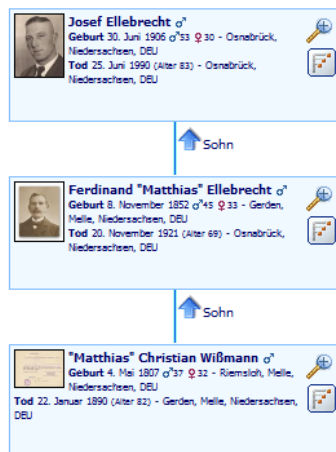 Josef Ellebrecht ♂
Geburt 30. Juni 1906 ♂53 ♀30 - Osnabrück,
Niedersachsen, DEU
Tod 25. Juni 1990 (Alter 83) - Osnabrück,
Niedersachsen, DEU
Sohn
Ferdinand "Matthias" Ellebrecht ♂
Geburt 8. November 1852 ♂45 ♀33 - Gerden,
Melle, Niedersachsen, DEU
Tod 20. November 1921 (Alter 69) - Osnabrück,
Niedersachsen, DEU
Sohn
"Matthias" Christian Wißmann ♂
Geburt 4. Mai 1807 ♂37 ♀32 - Riemsloh, Melle,
Niedersachsen, DEU
Tod 22. Januar 1890 (Alter 82) - Gerden, Melle, Niedersachsen,
DEU